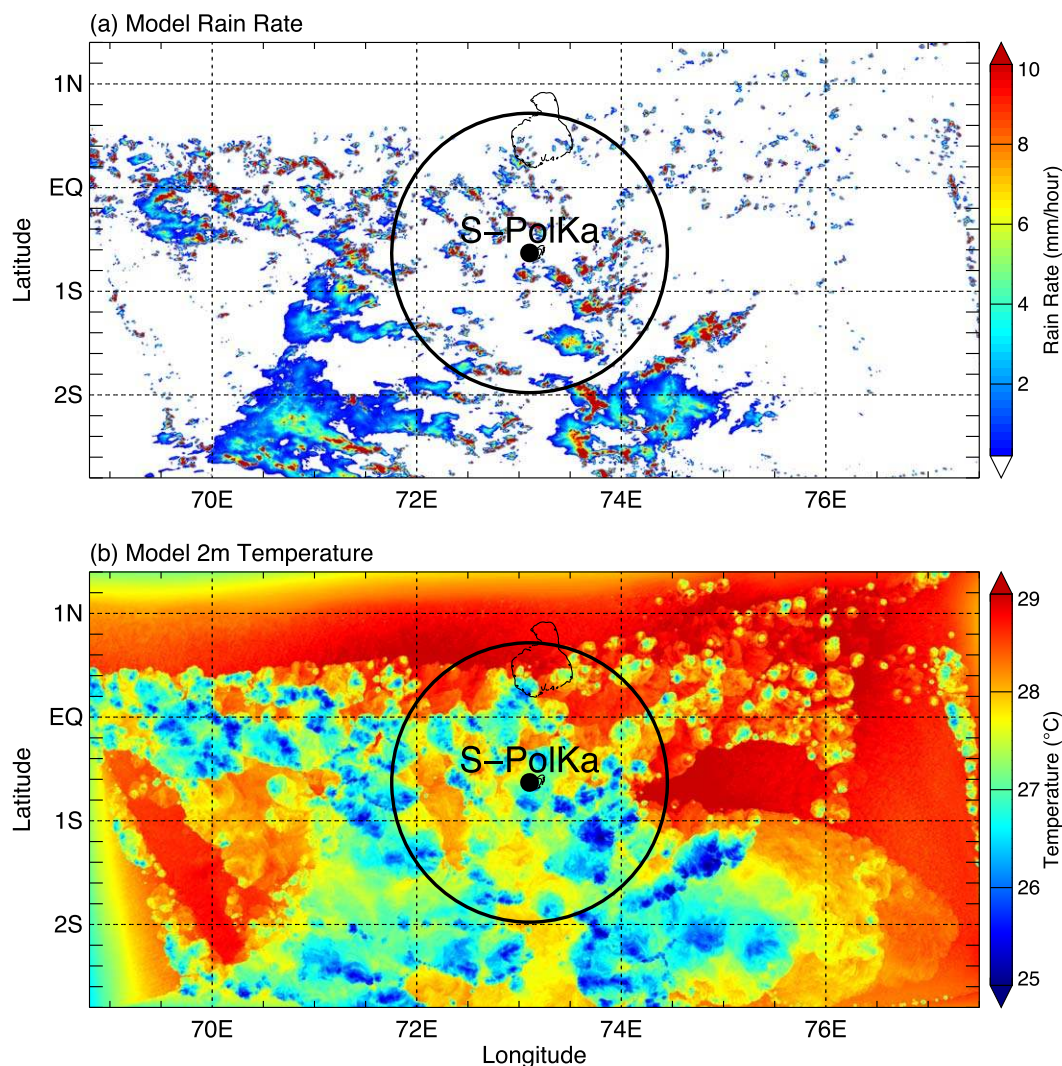 (a) Model Rain Rate
1N
EQ
1S
2S
Latitude
S-PolKa
70E 72E 74E 76E
10
8
6
4
2
Rain Rate (mm/hour)
(b) Model 2m Temperature
1N
EQ
1S
2S
Latitude
S-PolKa
70E 72E 74E 76E
Longitude
29
28
27
26
25
Temperature (°C)